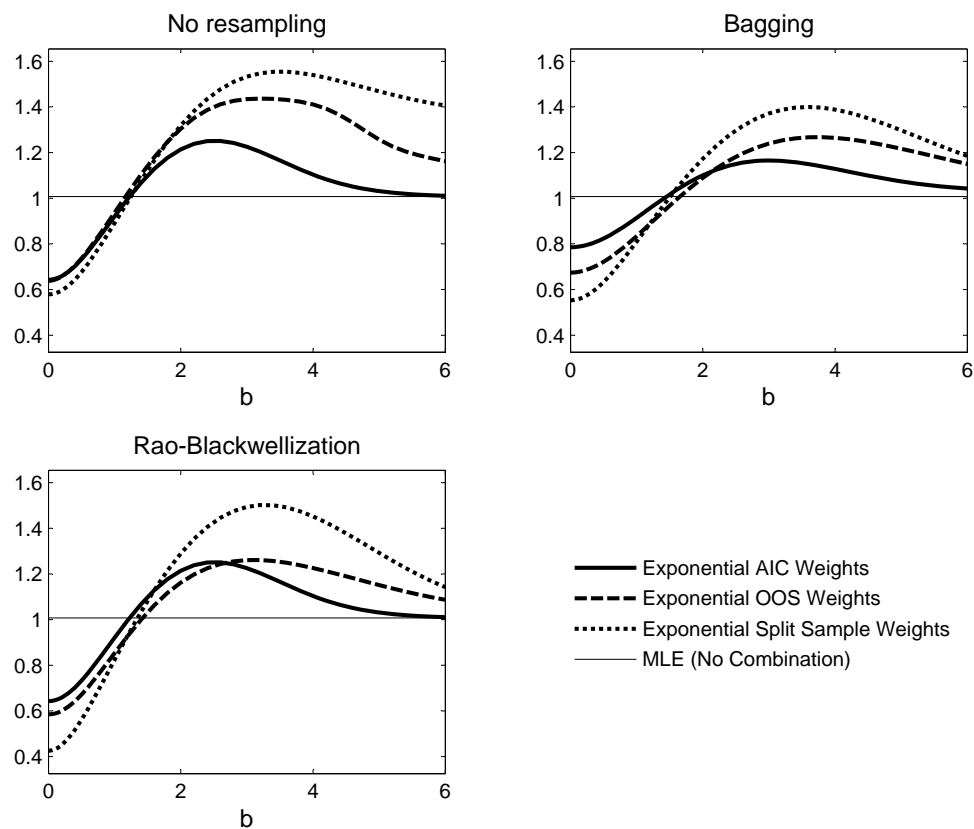 No resampling
1.6
1.4
1.2
1
0.8
0.6
0.4
0 2 4 6
b
Bagging
1.6
1.4
1.2
1
0.8
0.6
0.4
0 2 4 6
b
Rao-Blackwellization
1.6
1.4
1.2
1
0.8
0.6
0.4
0 2 4 6
b
Exponential AIC Weights
Exponential OOS Weights
Exponential Split Sample Weights
MLE (No Combination)